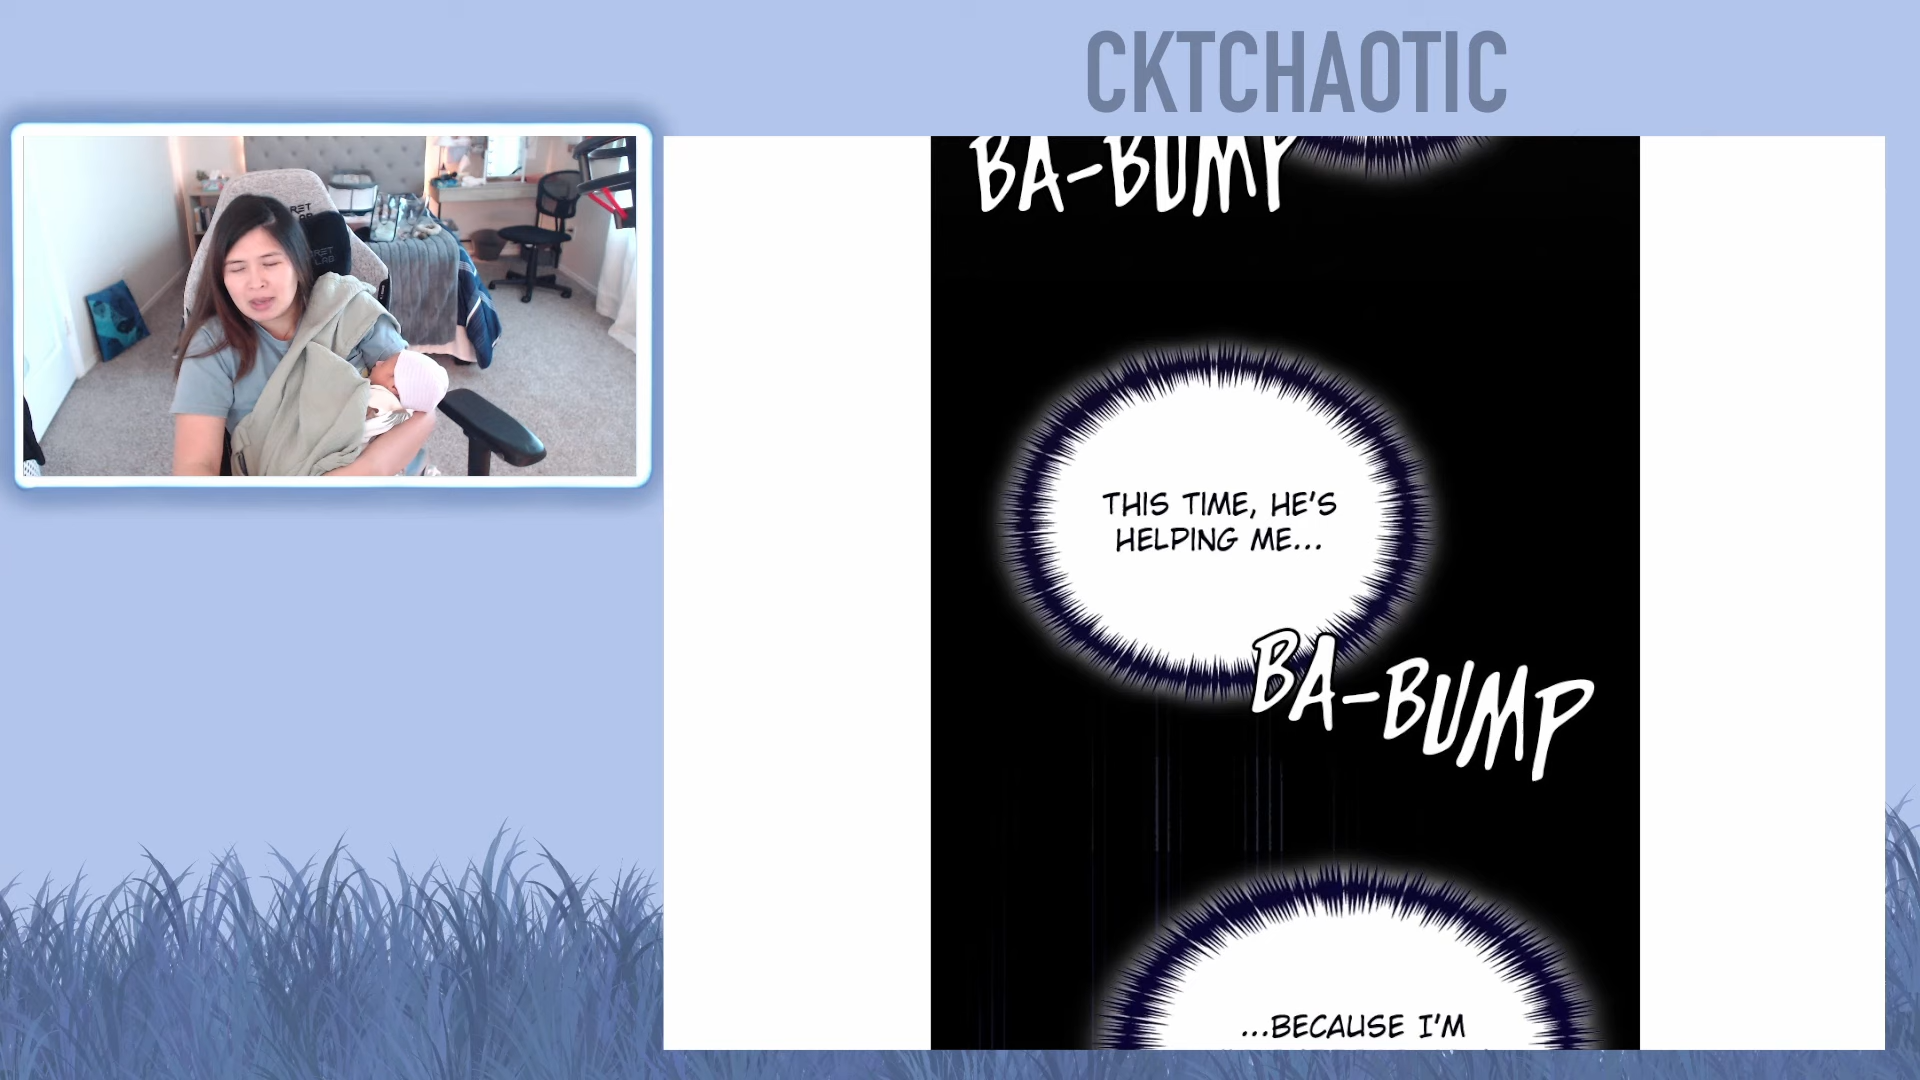 CKTCHAOTIC
BA-BUMP
THIS TIME, HE'S
HELPING ME...
BA-BUMP
...BECAUSE I'M